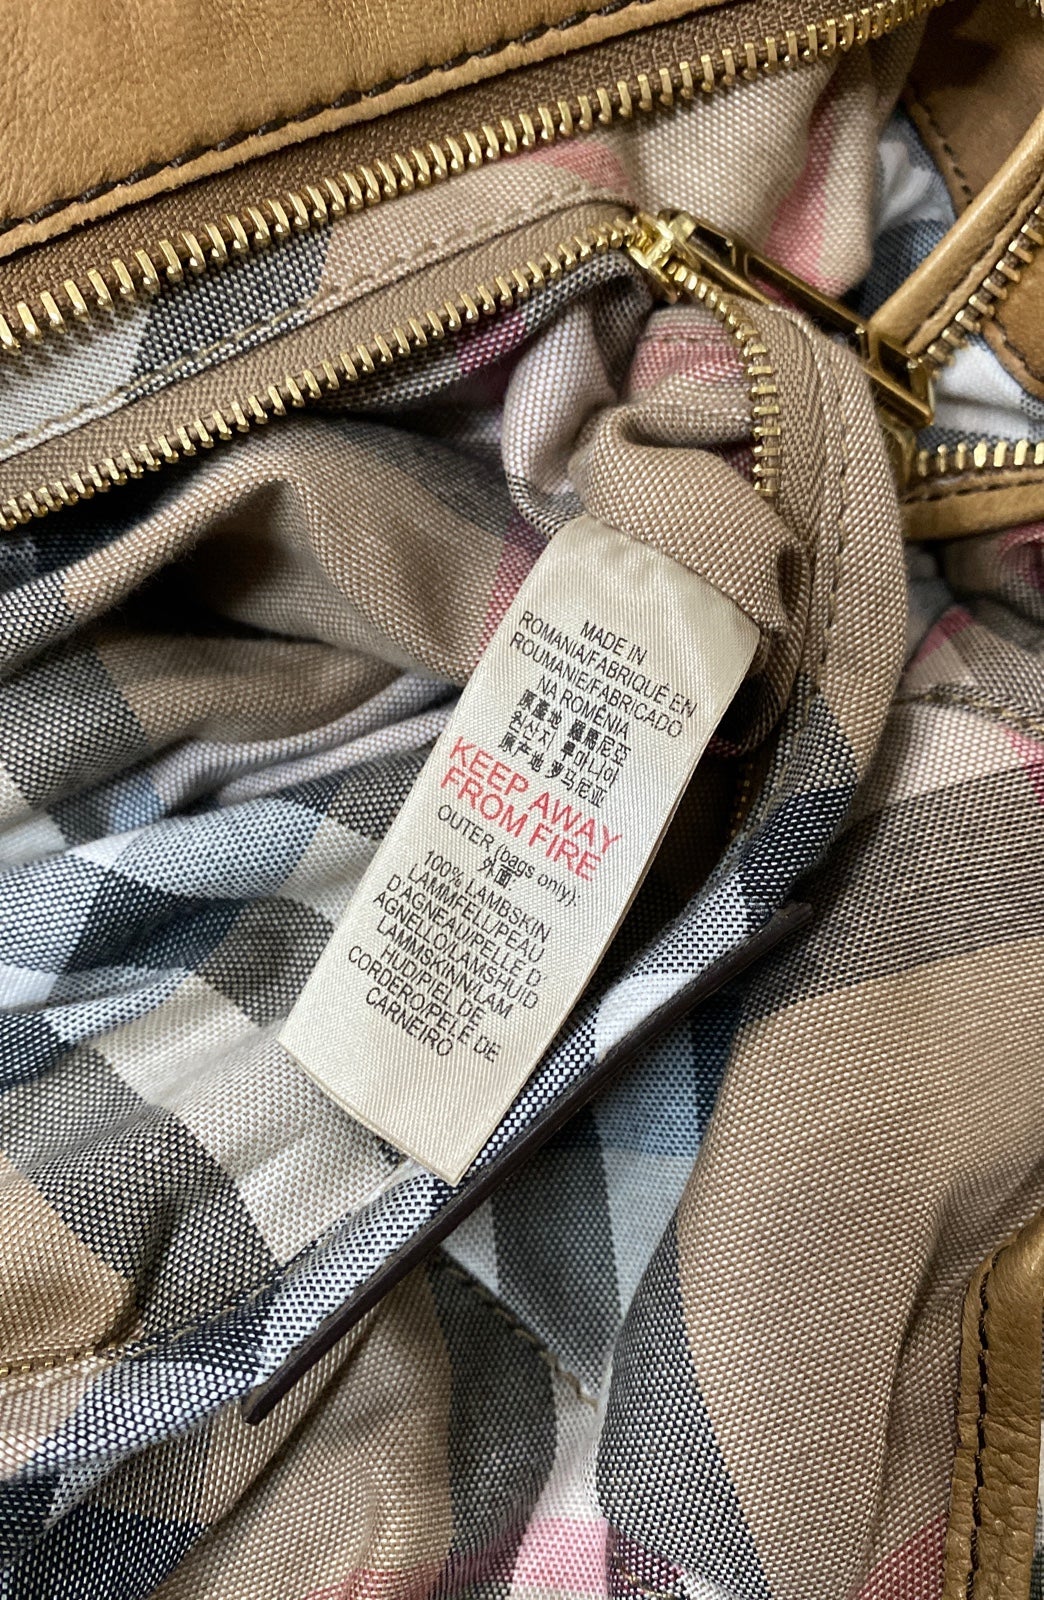 MADE IN
ROMANIA/FABRIQUÉ EN
ROUMANIE/FABRICADO
NA ROMENIA
原產地 羅馬尼亞
원산지 루마니아
原产地 罗马尼亚
KEEP AWAY
FROM FIRE
OUTER (bags only):
外面
100% LAMBSKIN
LAMMFELL/PEAU
D'AGNEAU/PELLE D'
AGNELLO/LAMSHUID
LAMMSKINN/LAM
HUD/PIEL DE
CORDERO/PELE DE
CARNEIRO